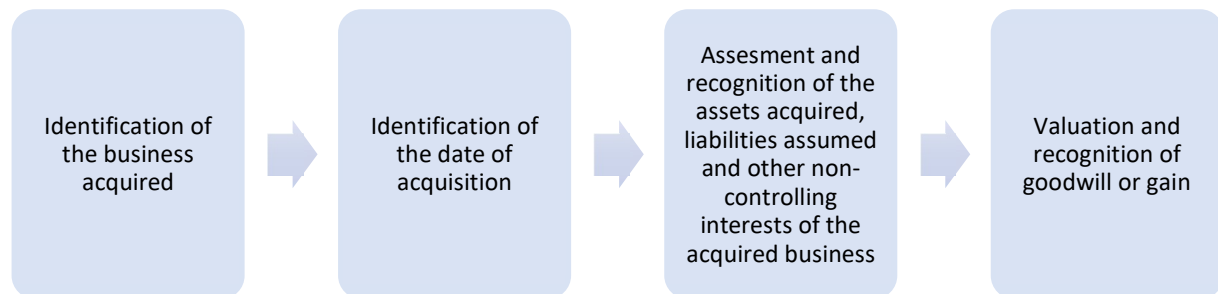 Identification of
the business
acquired
Identification of
the date of
acquisition
Assesment and
recognition of the
assets acquired,
liabilities assumed
and other non-
controlling
interests of the
acquired business
Valuation and
recognition of
goodwill or gain